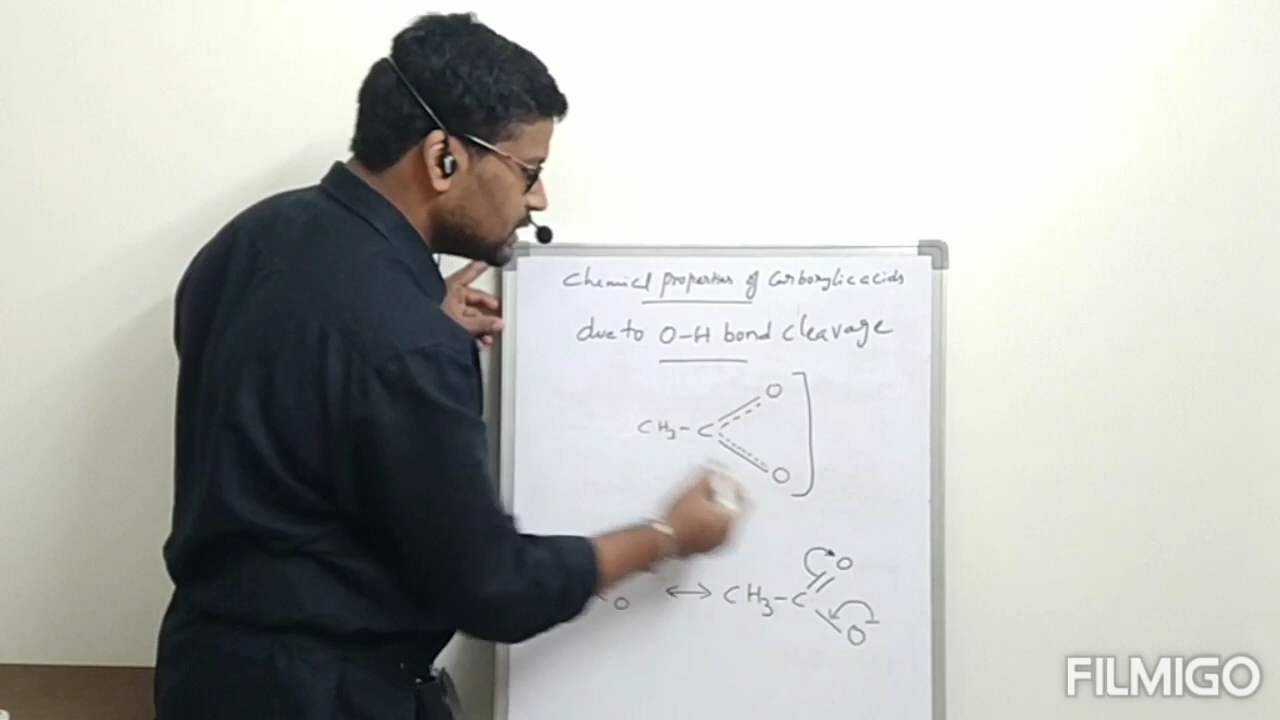 Chemical properties of Carboxylic acids
due to O-H bond cleavage
O
CH3-C
O
O
O ↔ CH3-C
O
FILMIGO